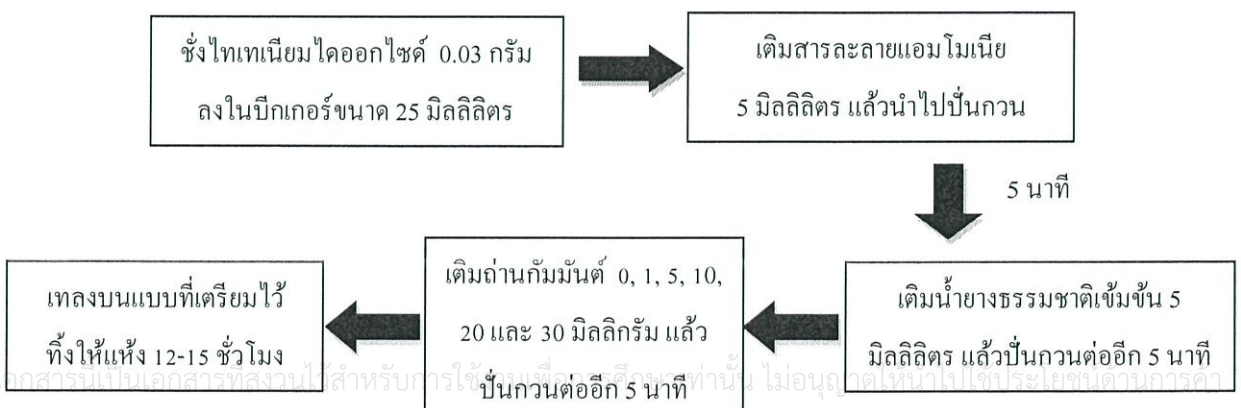 ชั่งไทเทเนียมไดออกไซด์ 0.03 กรัม
ลงในบีกเกอร์ขนาด 25 มิลลิลิตร
เติมสารละลายแอมโมเนีย
5 มิลลิลิตร แล้วนำไปปั่นกวน
5 นาที
เติมน้ำยางธรรมชาติเข้มข้น 5
มิลลิลิตร แล้วปั่นกวนต่ออีก 5 นาที
เติมถ่านกัมมันต์ 0, 1, 5, 10,
20 และ 30 มิลลิกรัม แล้ว
ปั่นกวนต่ออีก 5 นาที
เทลงบนแบบที่เตรียมไว้
ทิ้งให้แห้ง 12-15 ชั่วโมง
เอกสารนี้เป็นเอกสารที่สงวนไว้สำหรับการใช้งานเพื่อการศึกษาเท่านั้น ไม่อนุญาตให้นำไปใช้ประโยชน์ด้านการค้า